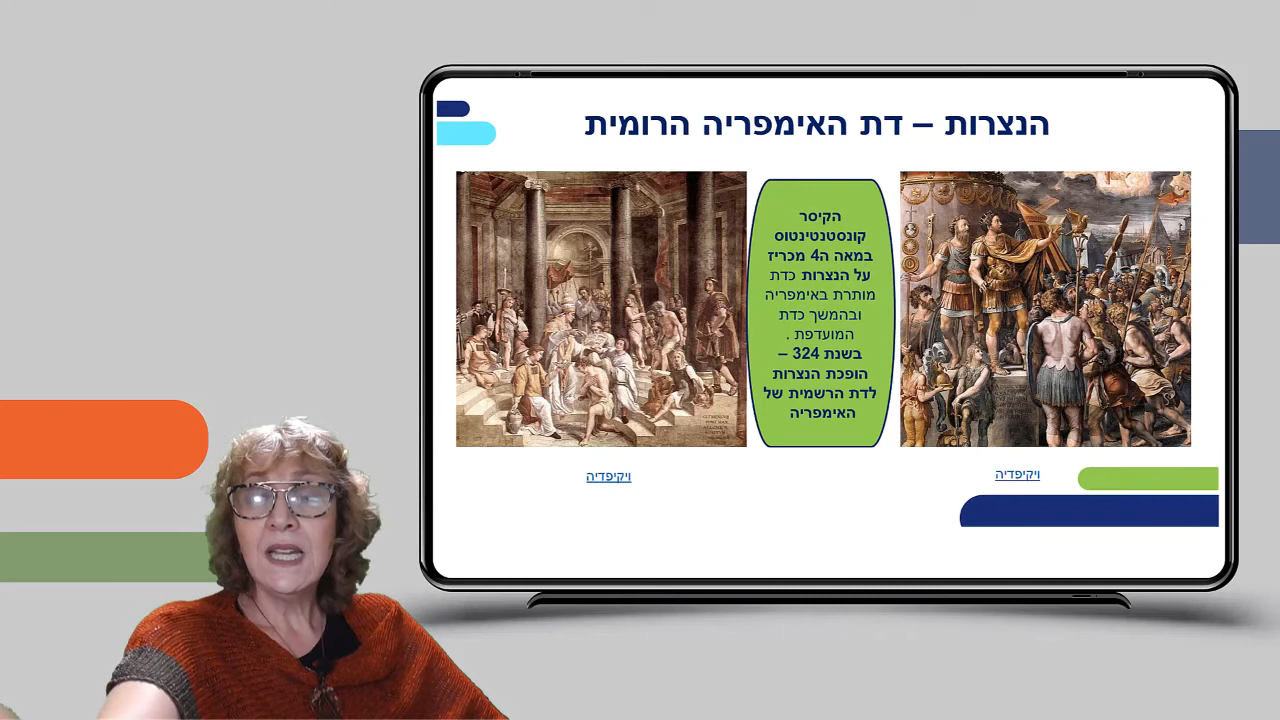 הנצרות – דת האימפריה הרומית
הקיסר
קונסטנטינטוס
במאה ה4 מכריז
על הנצרות כדת
מותרת באימפריה
ובהמשך כדת
המועדפת .
בשנת 324 –
הופכת הנצרות
לדת הרשמית של
האימפריה
ויקיפדיה
ויקיפדיה